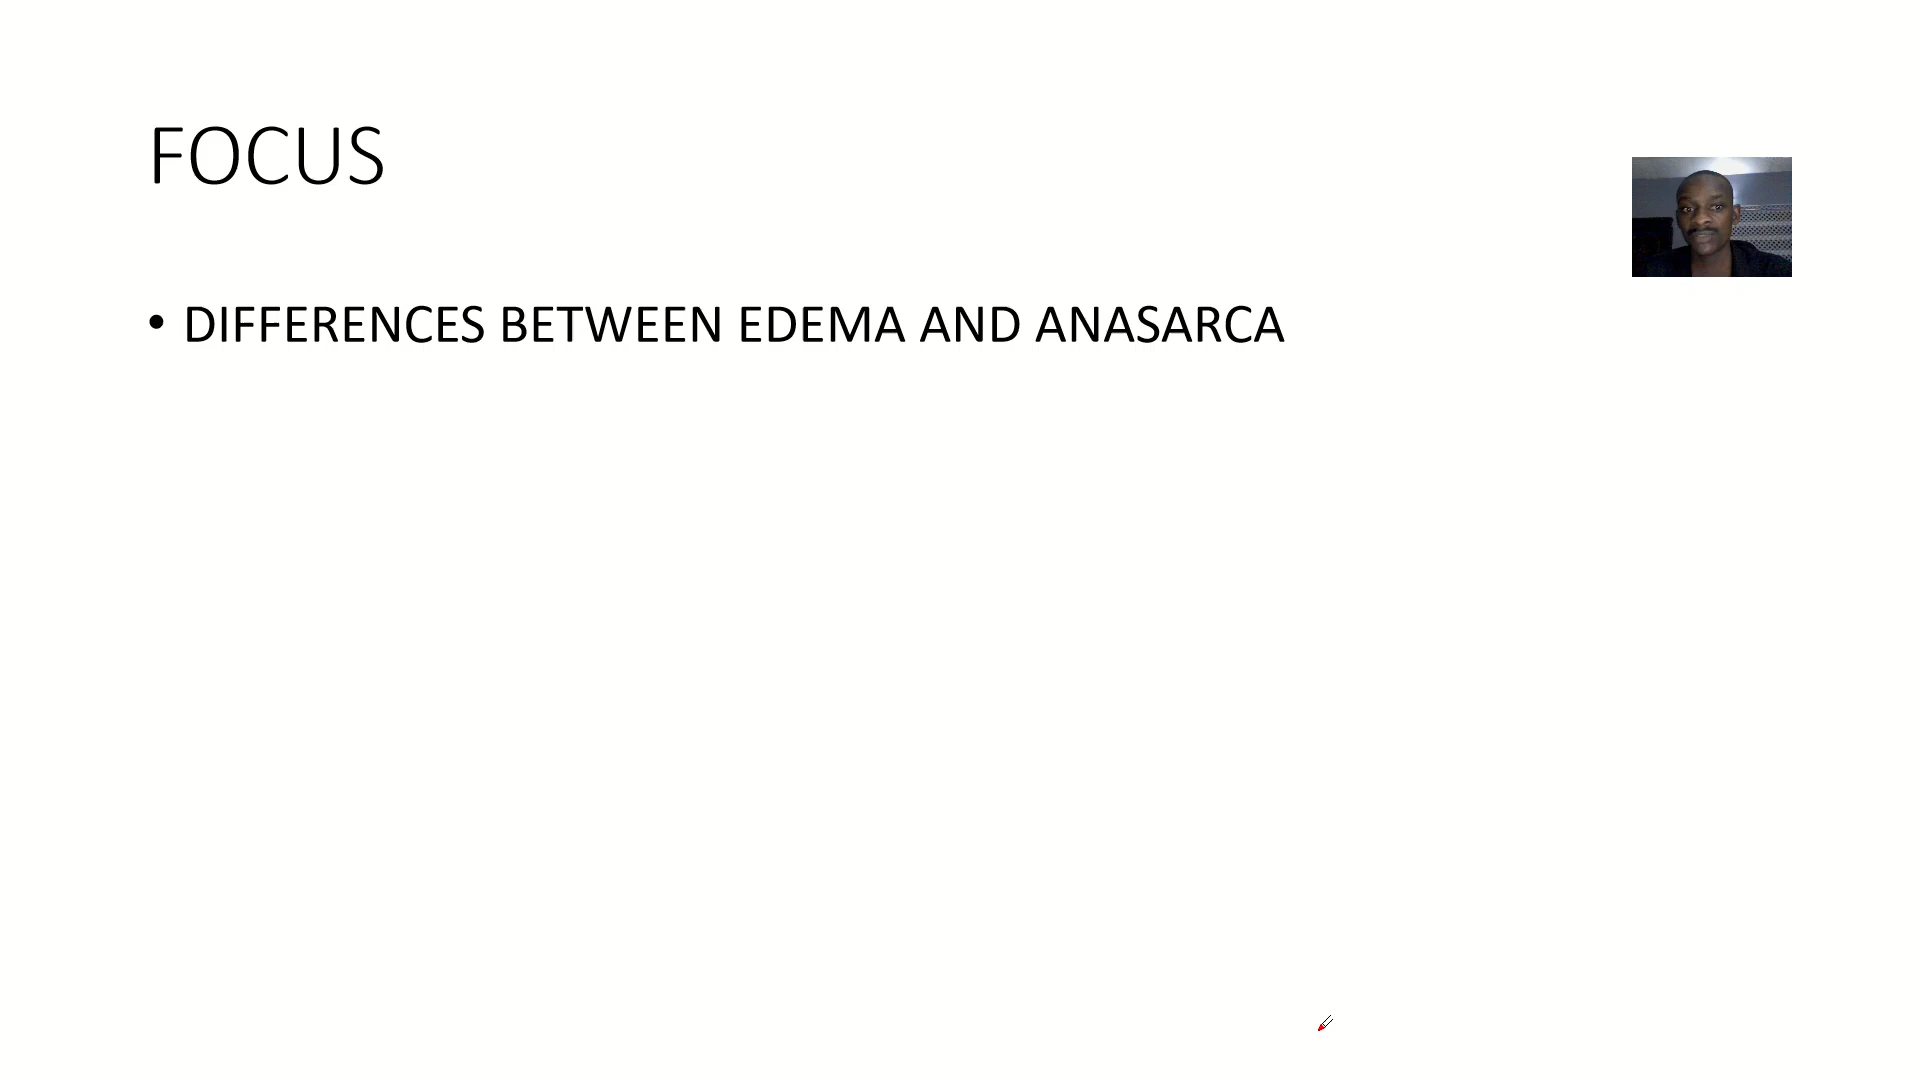 FOCUS
• DIFFERENCES BETWEEN EDEMA AND ANASARCA